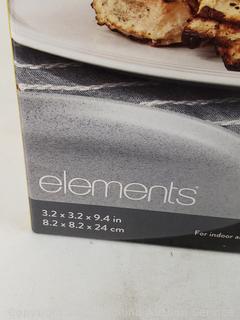 elements
3.2 x 3.2 x 9.4 in
8.2 x 8.2 x 24 cm
For indoor a